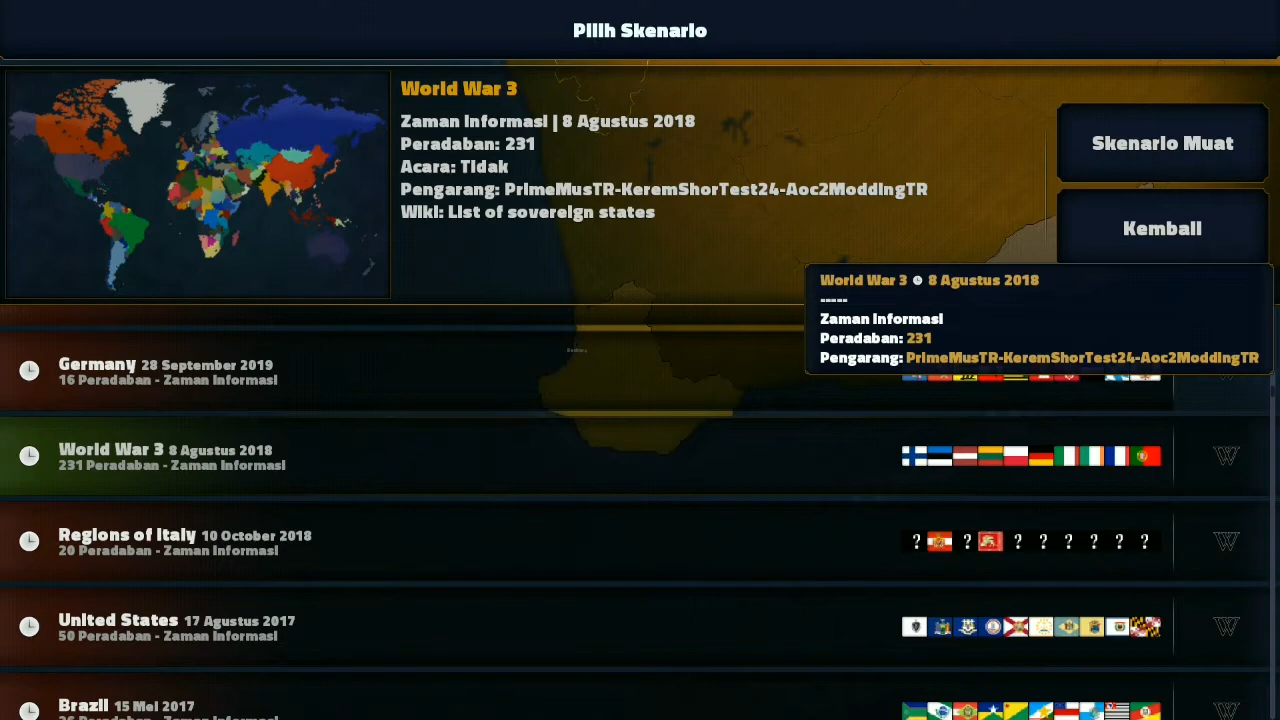 Pilih Skenario
World War 3
Zaman Informasi | 8 Agustus 2018
Peradaban: 231
Acara: Tidak
Pengarang: PrimeMusTR-KeremShorTest24-Aoc2ModdingTR
Wiki: List of sovereign states
Skenario Muat
Kembali
World War 3 8 Agustus 2018
-----
Zaman Informasi
Peradaban: 231
Pengarang: PrimeMusTR-KeremShorTest24-Aoc2ModdingTR
Germany 28 September 2019
16 Peradaban - Zaman Informasi
World War 3 8 Agustus 2018
231 Peradaban - Zaman Informasi
W
Regions of Italy 10 October 2018
20 Peradaban - Zaman Informasi
? ? ? ? ? ? ? ?
W
United States 17 Agustus 2017
50 Peradaban - Zaman Informasi
W
Brazil 15 Mei 2017
26 Peradaban - Zaman Informasi
W